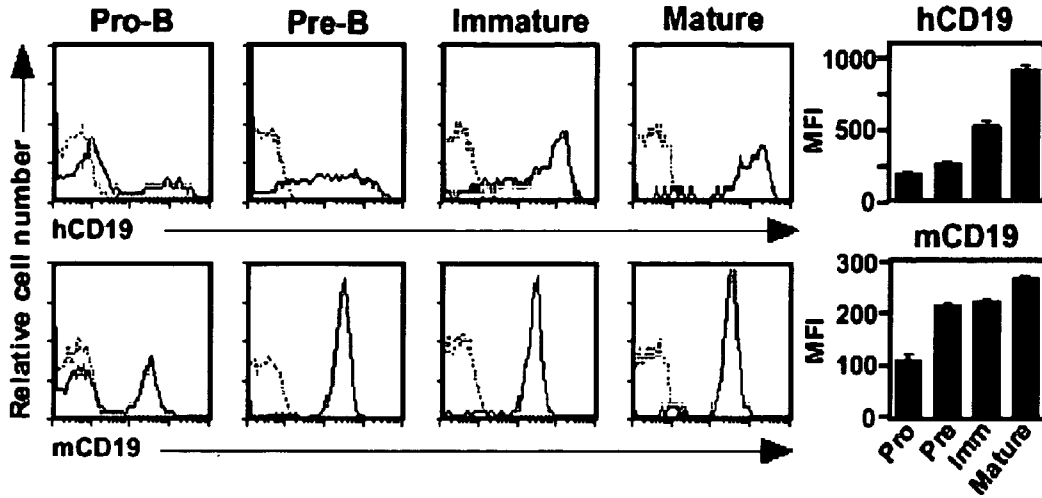 Pro-B Pre-B Immature Mature hCD19
Relative cell number
hCD19
MFI
1000
500
0
mCD19
mCD19
MFI
300
200
100
0
Pro Pre Imm Mature